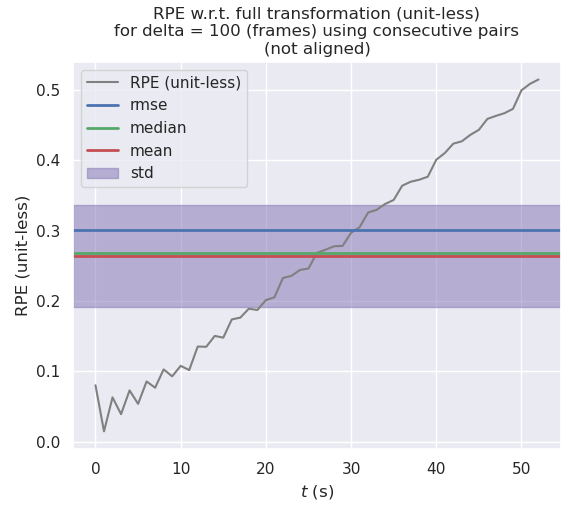 RPE w.r.t. full transformation (unit-less)
for delta = 100 (frames) using consecutive pairs
(not aligned)
RPE (unit-less)
rmse
median
mean
std
RPE (unit-less)
0.5
0.4
0.3
0.2
0.1
0.0
0 10 20 30 40 50
t (s)